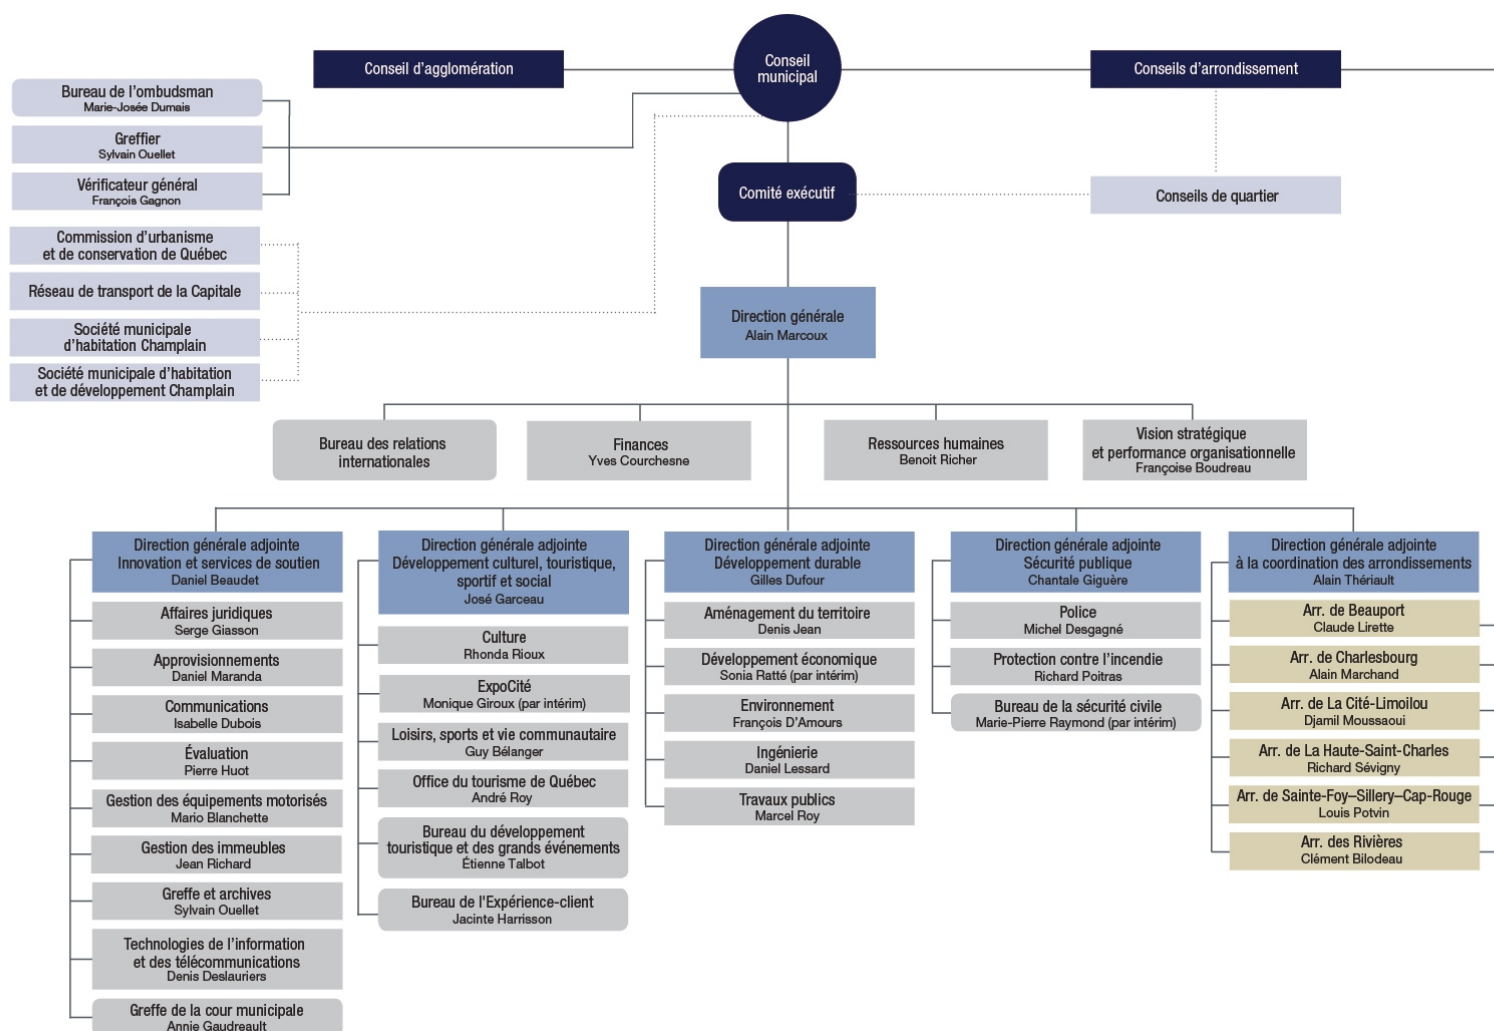 Conseil d'agglomération
Conseil
municipal
Conseils d'arrondissement
Bureau de l'ombudsman
Marie-Josée Dumais
Greffier
Sylvain Ouellet
Vérificateur général
François Gagnon
Comité exécutif
Conseils de quartier
Commission d'urbanisme
et de conservation de Québec
Réseau de transport de la Capitale
Société municipale
d'habitation Champlain
Société municipale d'habitation
et de développement Champlain
Direction générale
Alain Marcoux
Bureau des relations
internationales
Finances
Yves Courchesne
Ressources humaines
Benoit Richer
Vision stratégique
et performance organisationnelle
Françoise Boudreau
Direction générale adjointe
Innovation et services de soutien
Daniel Beaudet
Affaires juridiques
Serge Giasson
Approvisionnements
Daniel Maranda
Communications
Isabelle Dubois
Évaluation
Pierre Huot
Gestion des équipements motorisés
Mario Blanchette
Gestion des immeubles
Jean Richard
Greffe et archives
Sylvain Ouellet
Technologies de l'information
et des télécommunications
Denis Deslauriers
Greffe de la cour municipale
Annie Gaudreault
Direction générale adjointe
Développement culturel, touristique,
sportif et social
José Garceau
Culture
Rhonda Rioux
ExpoCité
Monique Giroux (par intérim)
Loisirs, sports et vie communautaire
Guy Bélanger
Office du tourisme de Québec
André Roy
Bureau du développement
touristique et des grands événements
Étienne Talbot
Bureau de l'Expérience-client
Jacinte Harrisson
Direction générale adjointe
Développement durable
Gilles Dufour
Aménagement du territoire
Denis Jean
Développement économique
Sonia Ratté (par intérim)
Environnement
François D'Amours
Ingénierie
Daniel Lessard
Travaux publics
Marcel Roy
Direction générale adjointe
Sécurité publique
Chantale Giguère
Police
Michel Desgagné
Protection contre l'incendie
Richard Poitras
Bureau de la sécurité civile
Marie-Pierre Raymond (par intérim)
Direction générale adjointe
à la coordination des arrondissements
Alain Thériault
Arr. de Beauport
Claude Lirette
Arr. de Charlesbourg
Alain Marchand
Arr. de La Cité-Limoilou
Djamil Moussaoui
Arr. de La Haute-Saint-Charles
Richard Sévigny
Arr. de Sainte-Foy–Sillery–Cap-Rouge
Louis Potvin
Arr. des Rivières
Clément Bilodeau